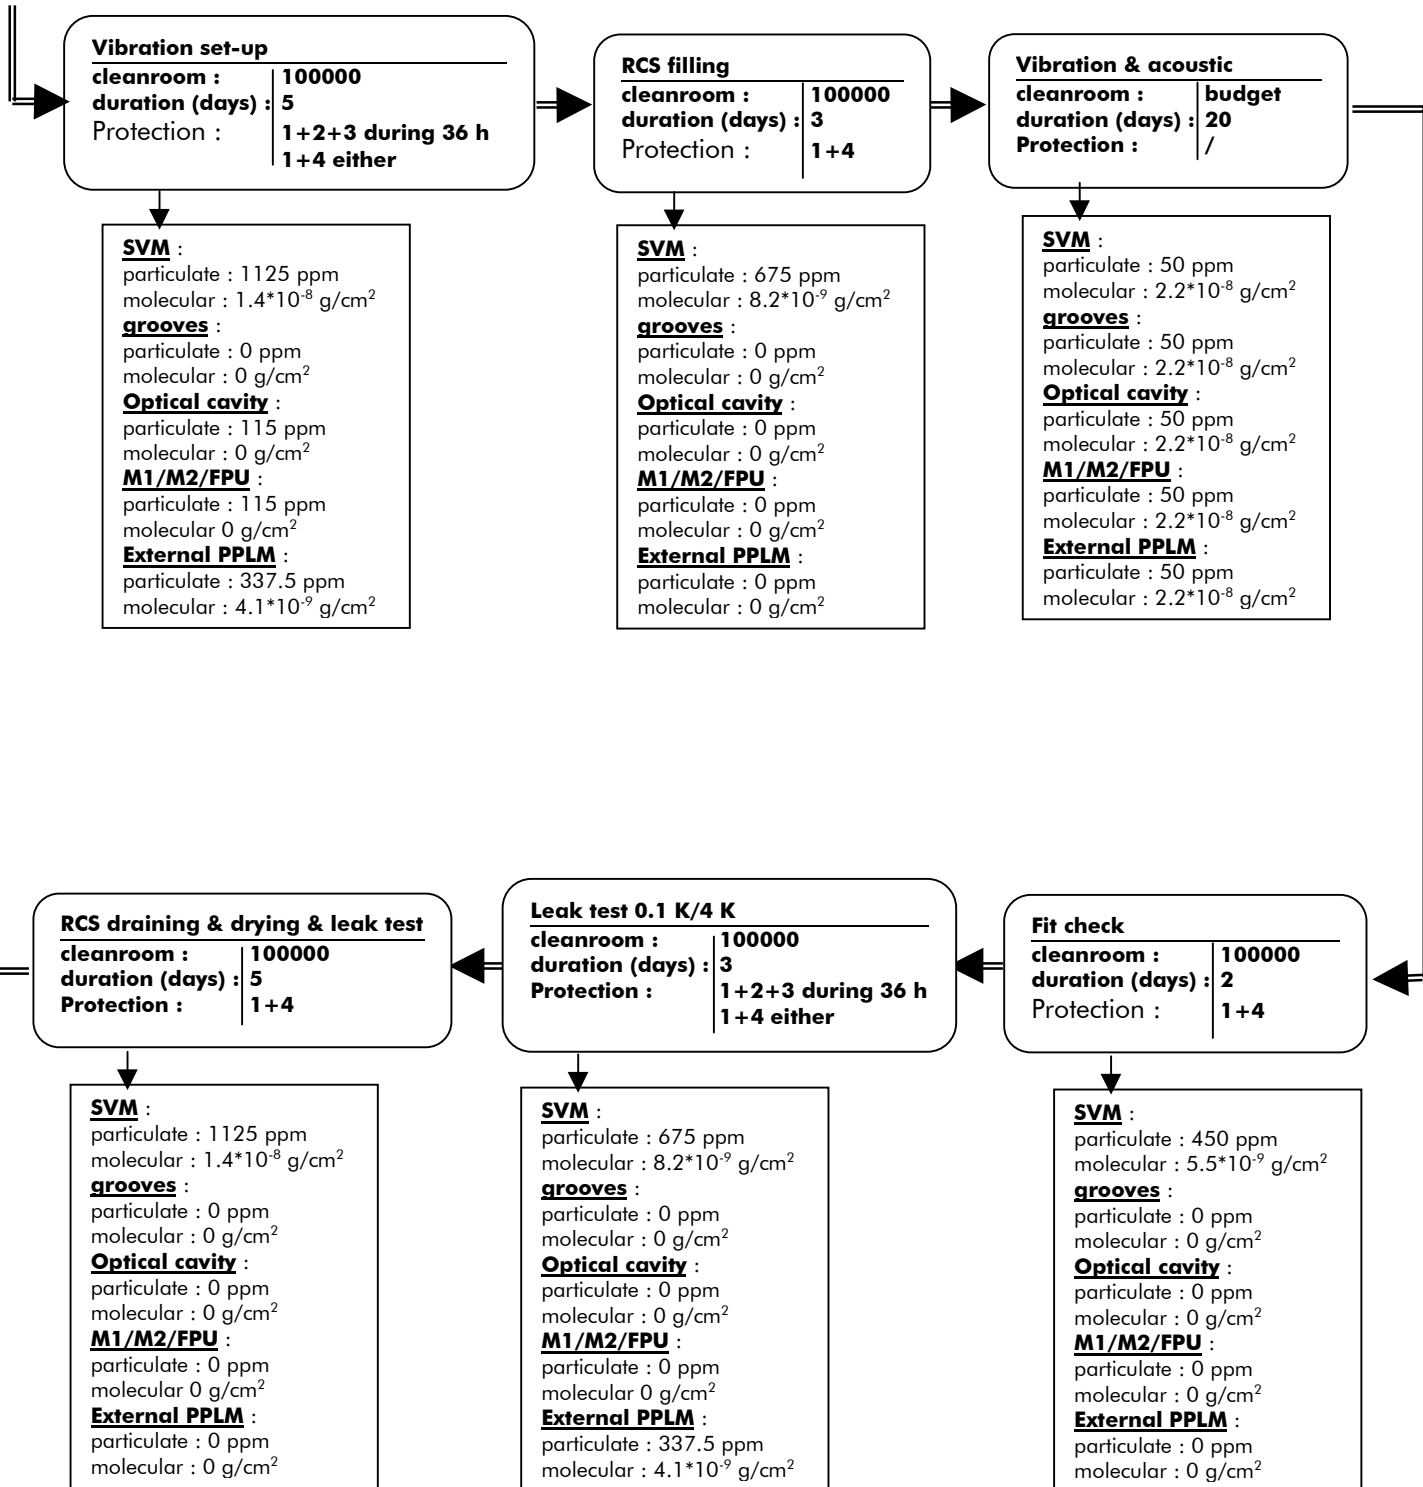 Vibration set-up
cleanroom : 100000
duration (days) : 5
Protection : 1+2+3 during 36 h
1+4 either
SVM :
particulate : 1125 ppm
molecular : 1.4*10⁻⁸ g/cm²
grooves :
particulate : 0 ppm
molecular : 0 g/cm²
Optical cavity :
particulate : 115 ppm
molecular : 0 g/cm²
M1/M2/FPU :
particulate : 115 ppm
molecular 0 g/cm²
External PPLM :
particulate : 337.5 ppm
molecular : 4.1*10⁻⁹ g/cm²
RCS filling
cleanroom : 100000
duration (days) : 3
Protection : 1+4
SVM :
particulate : 675 ppm
molecular : 8.2*10⁻⁹ g/cm²
grooves :
particulate : 0 ppm
molecular : 0 g/cm²
Optical cavity :
particulate : 0 ppm
molecular : 0 g/cm²
M1/M2/FPU :
particulate : 0 ppm
molecular : 0 g/cm²
External PPLM :
particulate : 0 ppm
molecular : 0 g/cm²
Vibration & acoustic
cleanroom : budget
duration (days) : 20
Protection : /
SVM :
particulate : 50 ppm
molecular : 2.2*10⁻⁸ g/cm²
grooves :
particulate : 50 ppm
molecular : 2.2*10⁻⁸ g/cm²
Optical cavity :
particulate : 50 ppm
molecular : 2.2*10⁻⁸ g/cm²
M1/M2/FPU :
particulate : 50 ppm
molecular : 2.2*10⁻⁸ g/cm²
External PPLM :
particulate : 50 ppm
molecular : 2.2*10⁻⁸ g/cm²
RCS draining & drying & leak test
cleanroom : 100000
duration (days) : 5
Protection : 1+4
SVM :
particulate : 1125 ppm
molecular : 1.4*10⁻⁸ g/cm²
grooves :
particulate : 0 ppm
molecular : 0 g/cm²
Optical cavity :
particulate : 0 ppm
molecular : 0 g/cm²
M1/M2/FPU :
particulate : 0 ppm
molecular 0 g/cm²
External PPLM :
particulate : 0 ppm
molecular : 0 g/cm²
Leak test 0.1 K/4 K
cleanroom : 100000
duration (days) : 3
Protection : 1+2+3 during 36 h
1+4 either
SVM :
particulate : 675 ppm
molecular : 8.2*10⁻⁹ g/cm²
grooves :
particulate : 0 ppm
molecular : 0 g/cm²
Optical cavity :
particulate : 0 ppm
molecular : 0 g/cm²
M1/M2/FPU :
particulate : 0 ppm
molecular 0 g/cm²
External PPLM :
particulate : 337.5 ppm
molecular : 4.1*10⁻⁹ g/cm²
Fit check
cleanroom : 100000
duration (days) : 2
Protection : 1+4
SVM :
particulate : 450 ppm
molecular : 5.5*10⁻⁹ g/cm²
grooves :
particulate : 0 ppm
molecular : 0 g/cm²
Optical cavity :
particulate : 0 ppm
molecular : 0 g/cm²
M1/M2/FPU :
particulate : 0 ppm
molecular : 0 g/cm²
External PPLM :
particulate : 0 ppm
molecular : 0 g/cm²